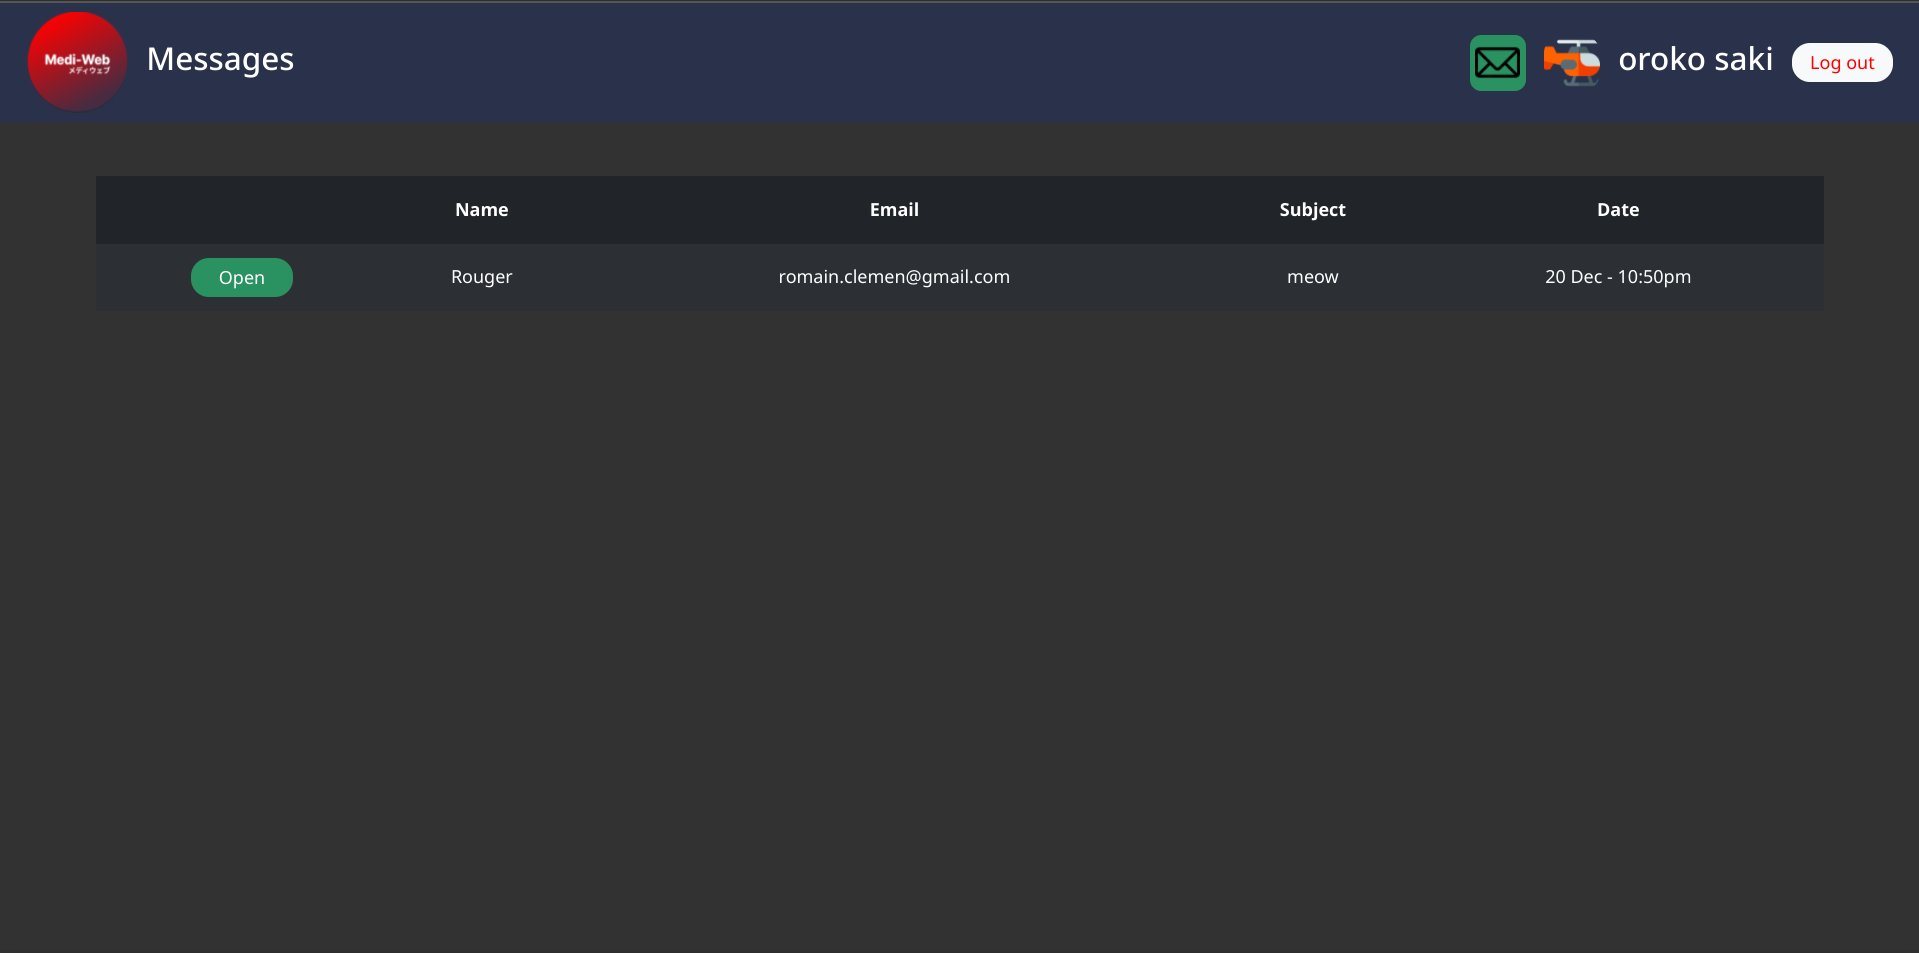 Medi-Web
メディウェブ
Messages
oroko saki
Log out
Name Email Subject Date
Open Rouger romain.clemen@gmail.com meow 20 Dec - 10:50pm